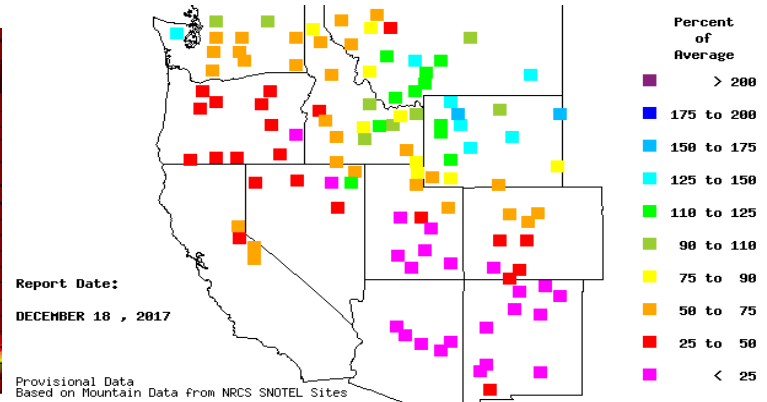 Percent
of
Average
> 200
175 to 200
150 to 175
125 to 150
110 to 125
90 to 110
75 to 90
50 to 75
25 to 50
< 25
Report Date:
DECEMBER 18 , 2017
Provisional Data
Based on Mountain Data from NRCS SNOTEL Sites